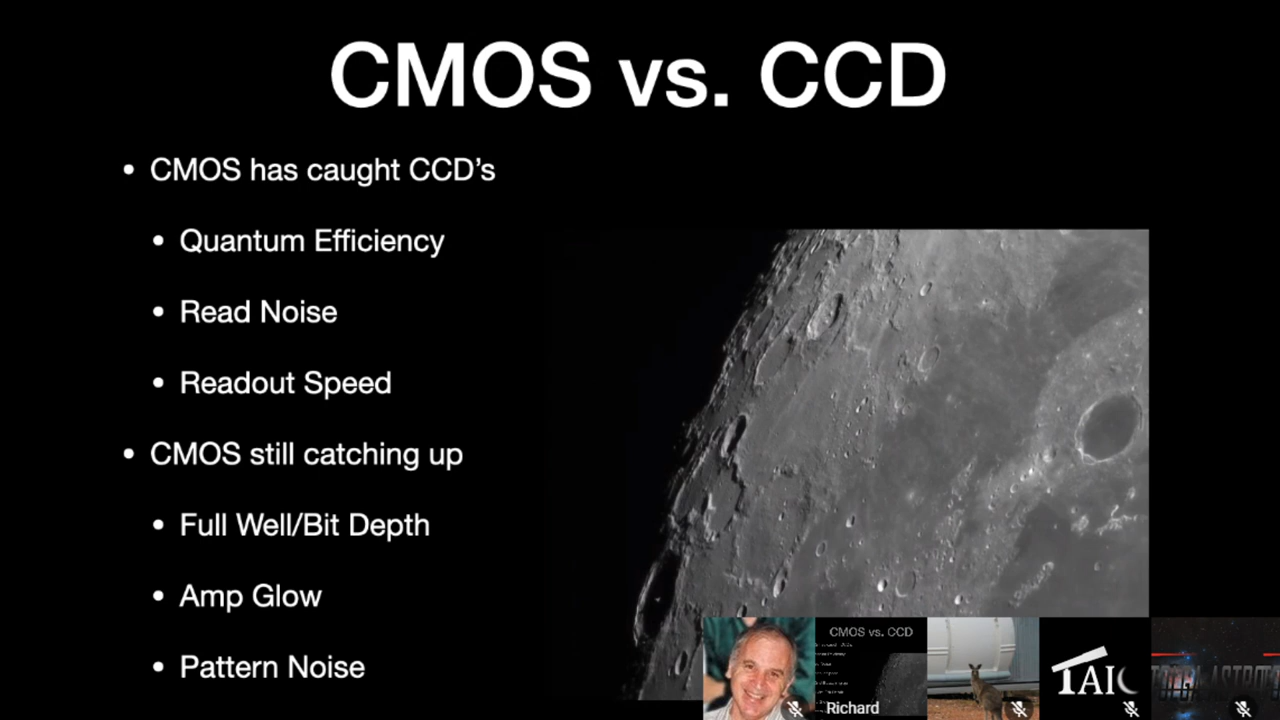 CMOS vs. CCD
CMOS has caught CCD's
Quantum Efficiency
Read Noise
Readout Speed
CMOS still catching up
Full Well/Bit Depth
Amp Glow
Pattern Noise
CMOS vs. CCD
Richard
TAIC